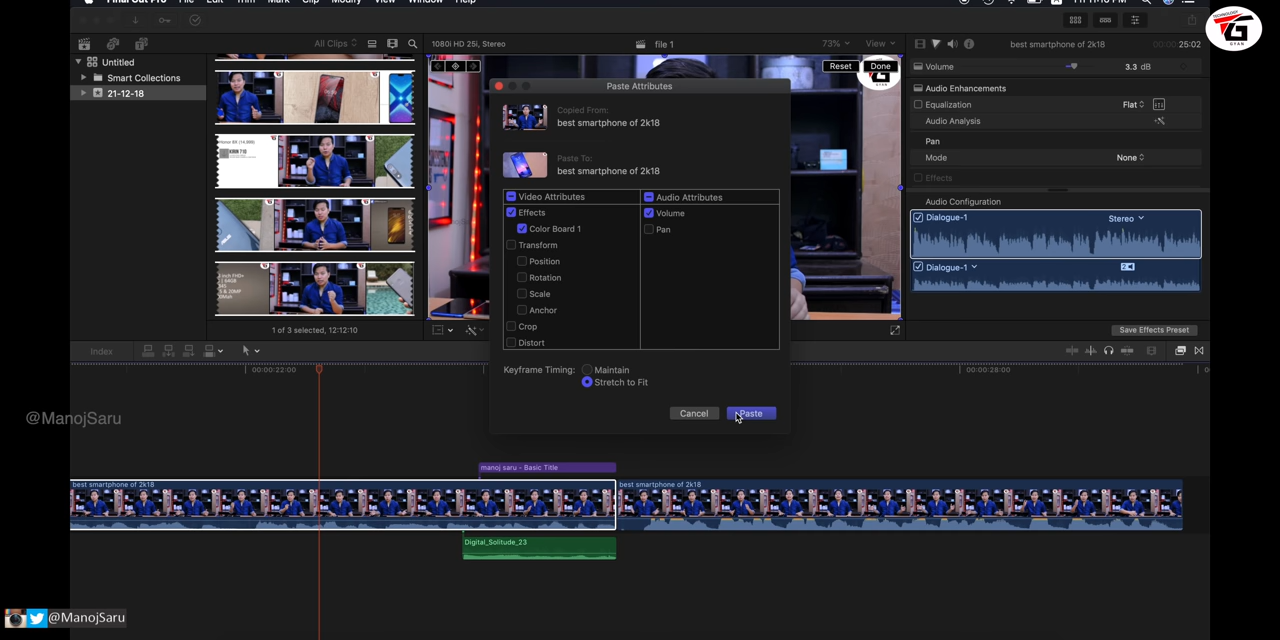 Final Cut Pro File Edit Trim Mark Clip Modify View Window Help
All Clips
1080i HD 25i, Stereo
file 1
73%
View
best smartphone of 2k18
25:02
TECHNOLOGY
GYAN
Untitled
Smart Collections
21-12-18
1 of 3 selected, 12:12:10
Reset
Done
Paste Attributes
Copied From:
best smartphone of 2k18
Paste To:
best smartphone of 2k18
Video Attributes
Effects
Color Board 1
Transform
Position
Rotation
Scale
Anchor
Crop
Distort
Audio Attributes
Volume
Pan
Keyframe Timing:
Maintain
Stretch to Fit
Cancel
Paste
Volume
3.3 dB
Audio Enhancements
Equalization
Flat
Audio Analysis
Pan
Mode
None
Effects
Audio Configuration
Dialogue-1
Stereo
Dialogue-1
Save Effects Preset
Index
00:00:22:00
00:00:28:00
@ManojSaru
manoj saru - Basic Title
best smartphone of 2k18
best smartphone of 2k18
Digital_Solitude_23
@ManojSaru